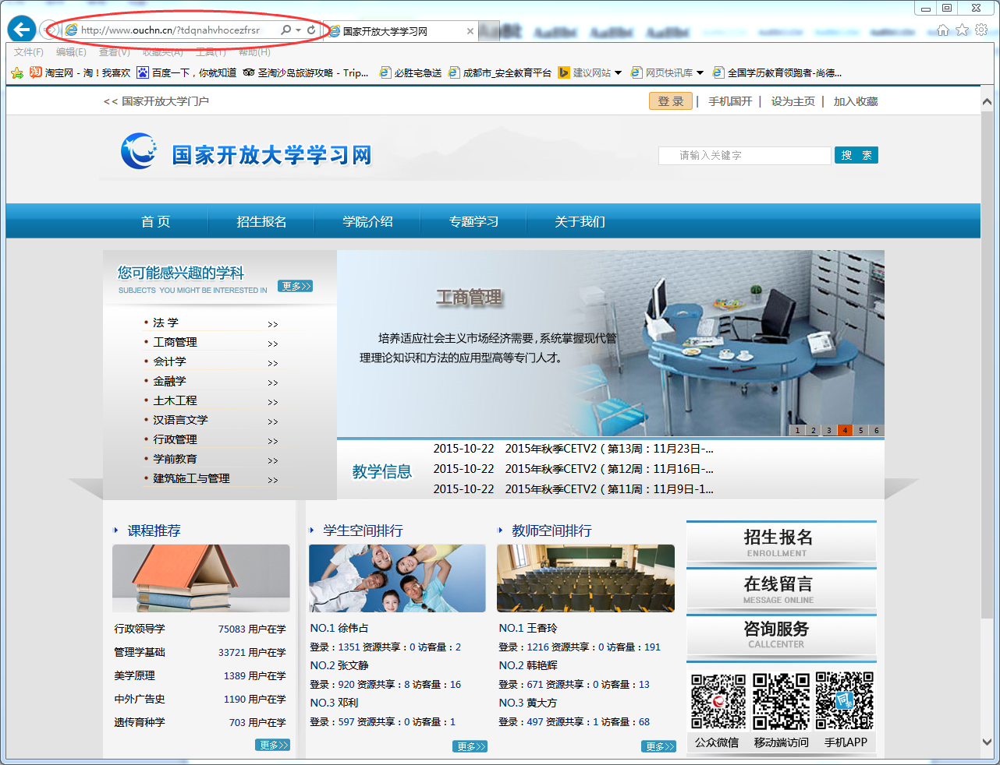 http://www.ouchn.cn/?tdqnahvhocezfrsr
国家开放大学学习网
文件(F) 编辑(E) 查看(V) 收藏夹(A) 工具(T) 帮助(H)
淘宝网 - 淘！我喜欢 百度一下，你就知道 圣淘沙岛旅游攻略 - Trip... 必胜宅急送 成都市_安全教育平台 建议网站 网页快讯库 全国学历教育领跑者-尚德...
<< 国家开放大学门户
登 录 | 手机国开 | 设为主页 | 加入收藏
国家开放大学学习网
请输入关键字
搜 索
首 页 招生报名 学院介绍 专题学习 关于我们
您可能感兴趣的学科
SUBJECTS YOU MIGHT BE INTERESTED IN
更多>>
法 学 >>
工商管理 >>
会计学 >>
金融学 >>
土木工程 >>
汉语言文学 >>
行政管理 >>
学前教育 >>
建筑施工与管理 >>
工商管理
培养适应社会主义市场经济需要，系统掌握现代管
理理论知识和方法的应用型高等专门人才。
1 2 3 4 5 6
教学信息
2015-10-22 2015年秋季CETV2（第13周：11月23日-...
2015-10-22 2015年秋季CETV2（第12周：11月16日-...
2015-10-22 2015年秋季CETV2（第11周：11月9日-1...
课程推荐
行政领导学 75083 用户在学
管理学基础 33721 用户在学
美学原理 1389 用户在学
中外广告史 1190 用户在学
遗传育种学 703 用户在学
更多>>
学生空间排行
NO.1 徐伟占
登录：1351 资源共享：0 访客量：2
NO.2 张文静
登录：920 资源共享：8 访客量：16
NO.3 邓利
登录：597 资源共享：0 访客量：1
更多>>
教师空间排行
NO.1 王香玲
登录：1216 资源共享：0 访客量：191
NO.2 韩艳辉
登录：671 资源共享：0 访客量：13
NO.3 黄大方
登录：497 资源共享：1 访客量：68
更多>>
招生报名
ENROLLMENT
在线留言
MESSAGE ONLINE
咨询服务
CALLCENTER
同学
公众微信 移动端访问 手机APP